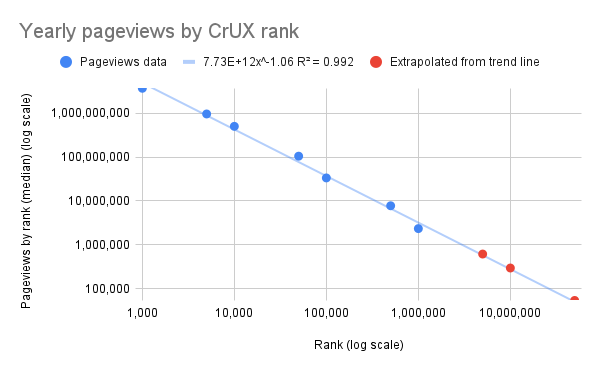 Yearly pageviews by CrUX rank
Pageviews data
7.73E+12x^-1.06 R² = 0.992
Extrapolated from trend line
Pageviews by rank (median) (log scale)
1,000,000,000
100,000,000
10,000,000
1,000,000
100,000
1,000
10,000
100,000
1,000,000
10,000,000
Rank (log scale)